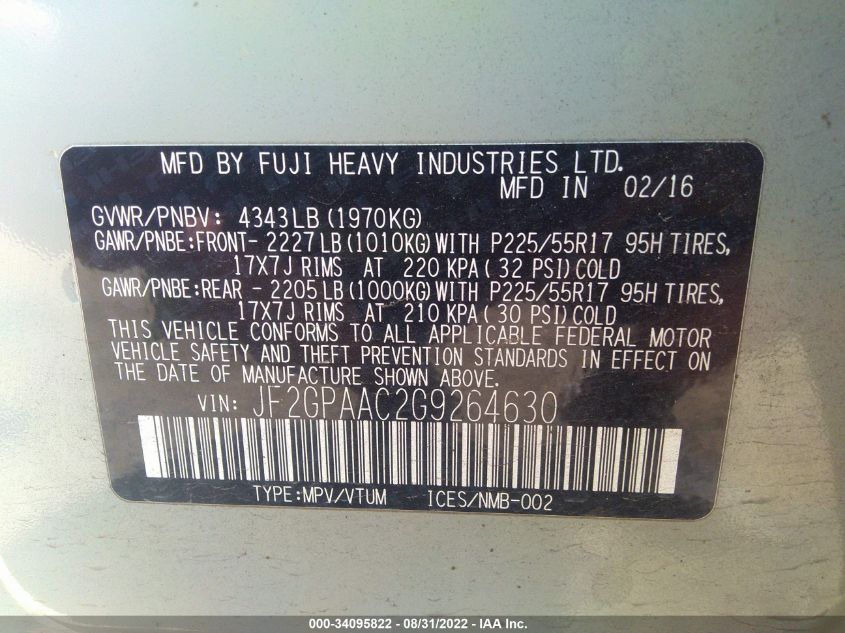 MFD BY FUJI HEAVY INDUSTRIES LTD.
MFD IN 02/16
GVWR/PNBV: 4343LB (1970KG)
GAWR/PNBE:FRONT- 2227 LB (1010KG) WITH P225/55R17 95H TIRES,
17X7J RIMS AT 220 KPA ( 32 PSI) COLD
GAWR/PNBE:REAR - 2205 LB (1000KG) WITH P225/55R17 95H TIRES,
17X7J RIMS AT 210 KPA ( 30 PSI) COLD
THIS VEHICLE CONFORMS TO ALL APPLICABLE FEDERAL MOTOR
VEHICLE SAFETY AND THEFT PREVENTION STANDARDS IN EFFECT ON
THE DATE OF MANUFACTURE SHOWN ABOVE.
VIN: JF2GPAAC2G9264630
TYPE:MPV/VTUM ICES/NMB-002
000-34095822 - 08/31/2022 - IAA Inc.